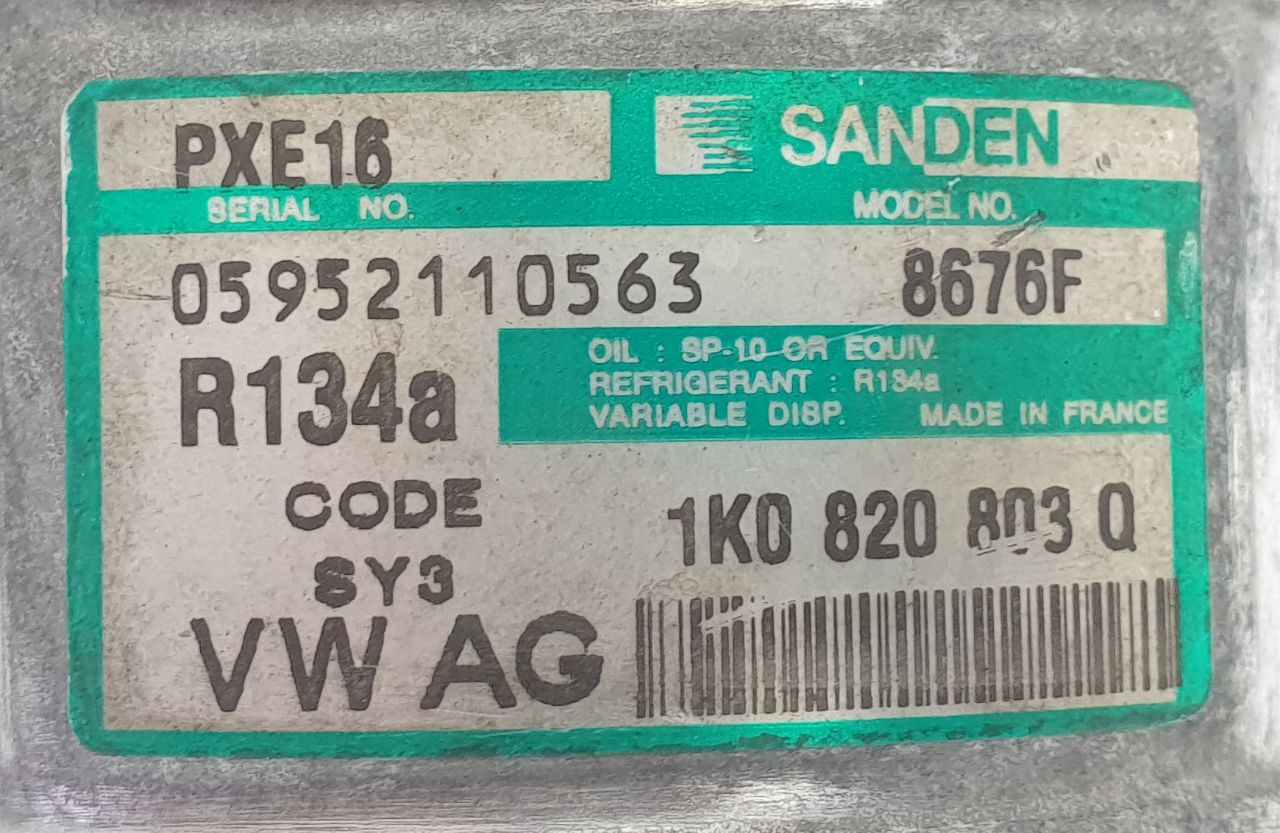 PXE16 SANDEN
SERIAL NO. MODEL NO.
05952110563 8676F
R134a
OIL : SP-10 OR EQUIV.
REFRIGERANT : R134a
VARIABLE DISP. MADE IN FRANCE
CODE
SY3
1K0 820 803 Q
VW AG